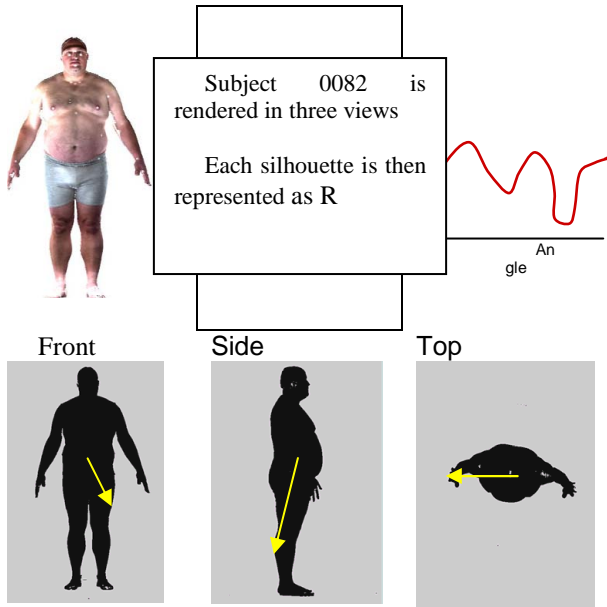 Subject 0082 is
rendered in three views
Each silhouette is then
represented as R
An
gle
Front
Side
Top